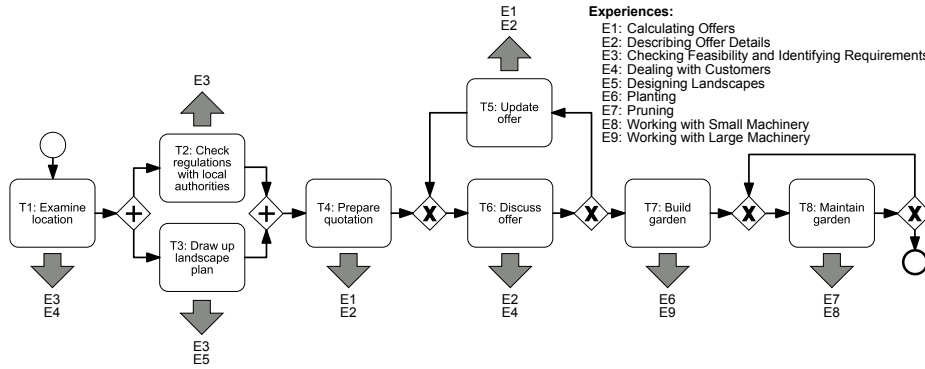 E1
E2
Experiences:
E1: Calculating Offers
E2: Describing Offer Details
E3: Checking Feasibility and Identifying Requirements
E4: Dealing with Customers
E5: Designing Landscapes
E6: Planting
E7: Pruning
E8: Working with Small Machinery
E9: Working with Large Machinery
E3
T5: Update
offer
T2: Check
regulations
with local
authorities
T1: Examine
location
T3: Draw up
landscape
plan
T4: Prepare
quotation
T6: Discuss
offer
T7: Build
garden
T8: Maintain
garden
E3
E4
E3
E5
E1
E2
E2
E4
E6
E9
E7
E8